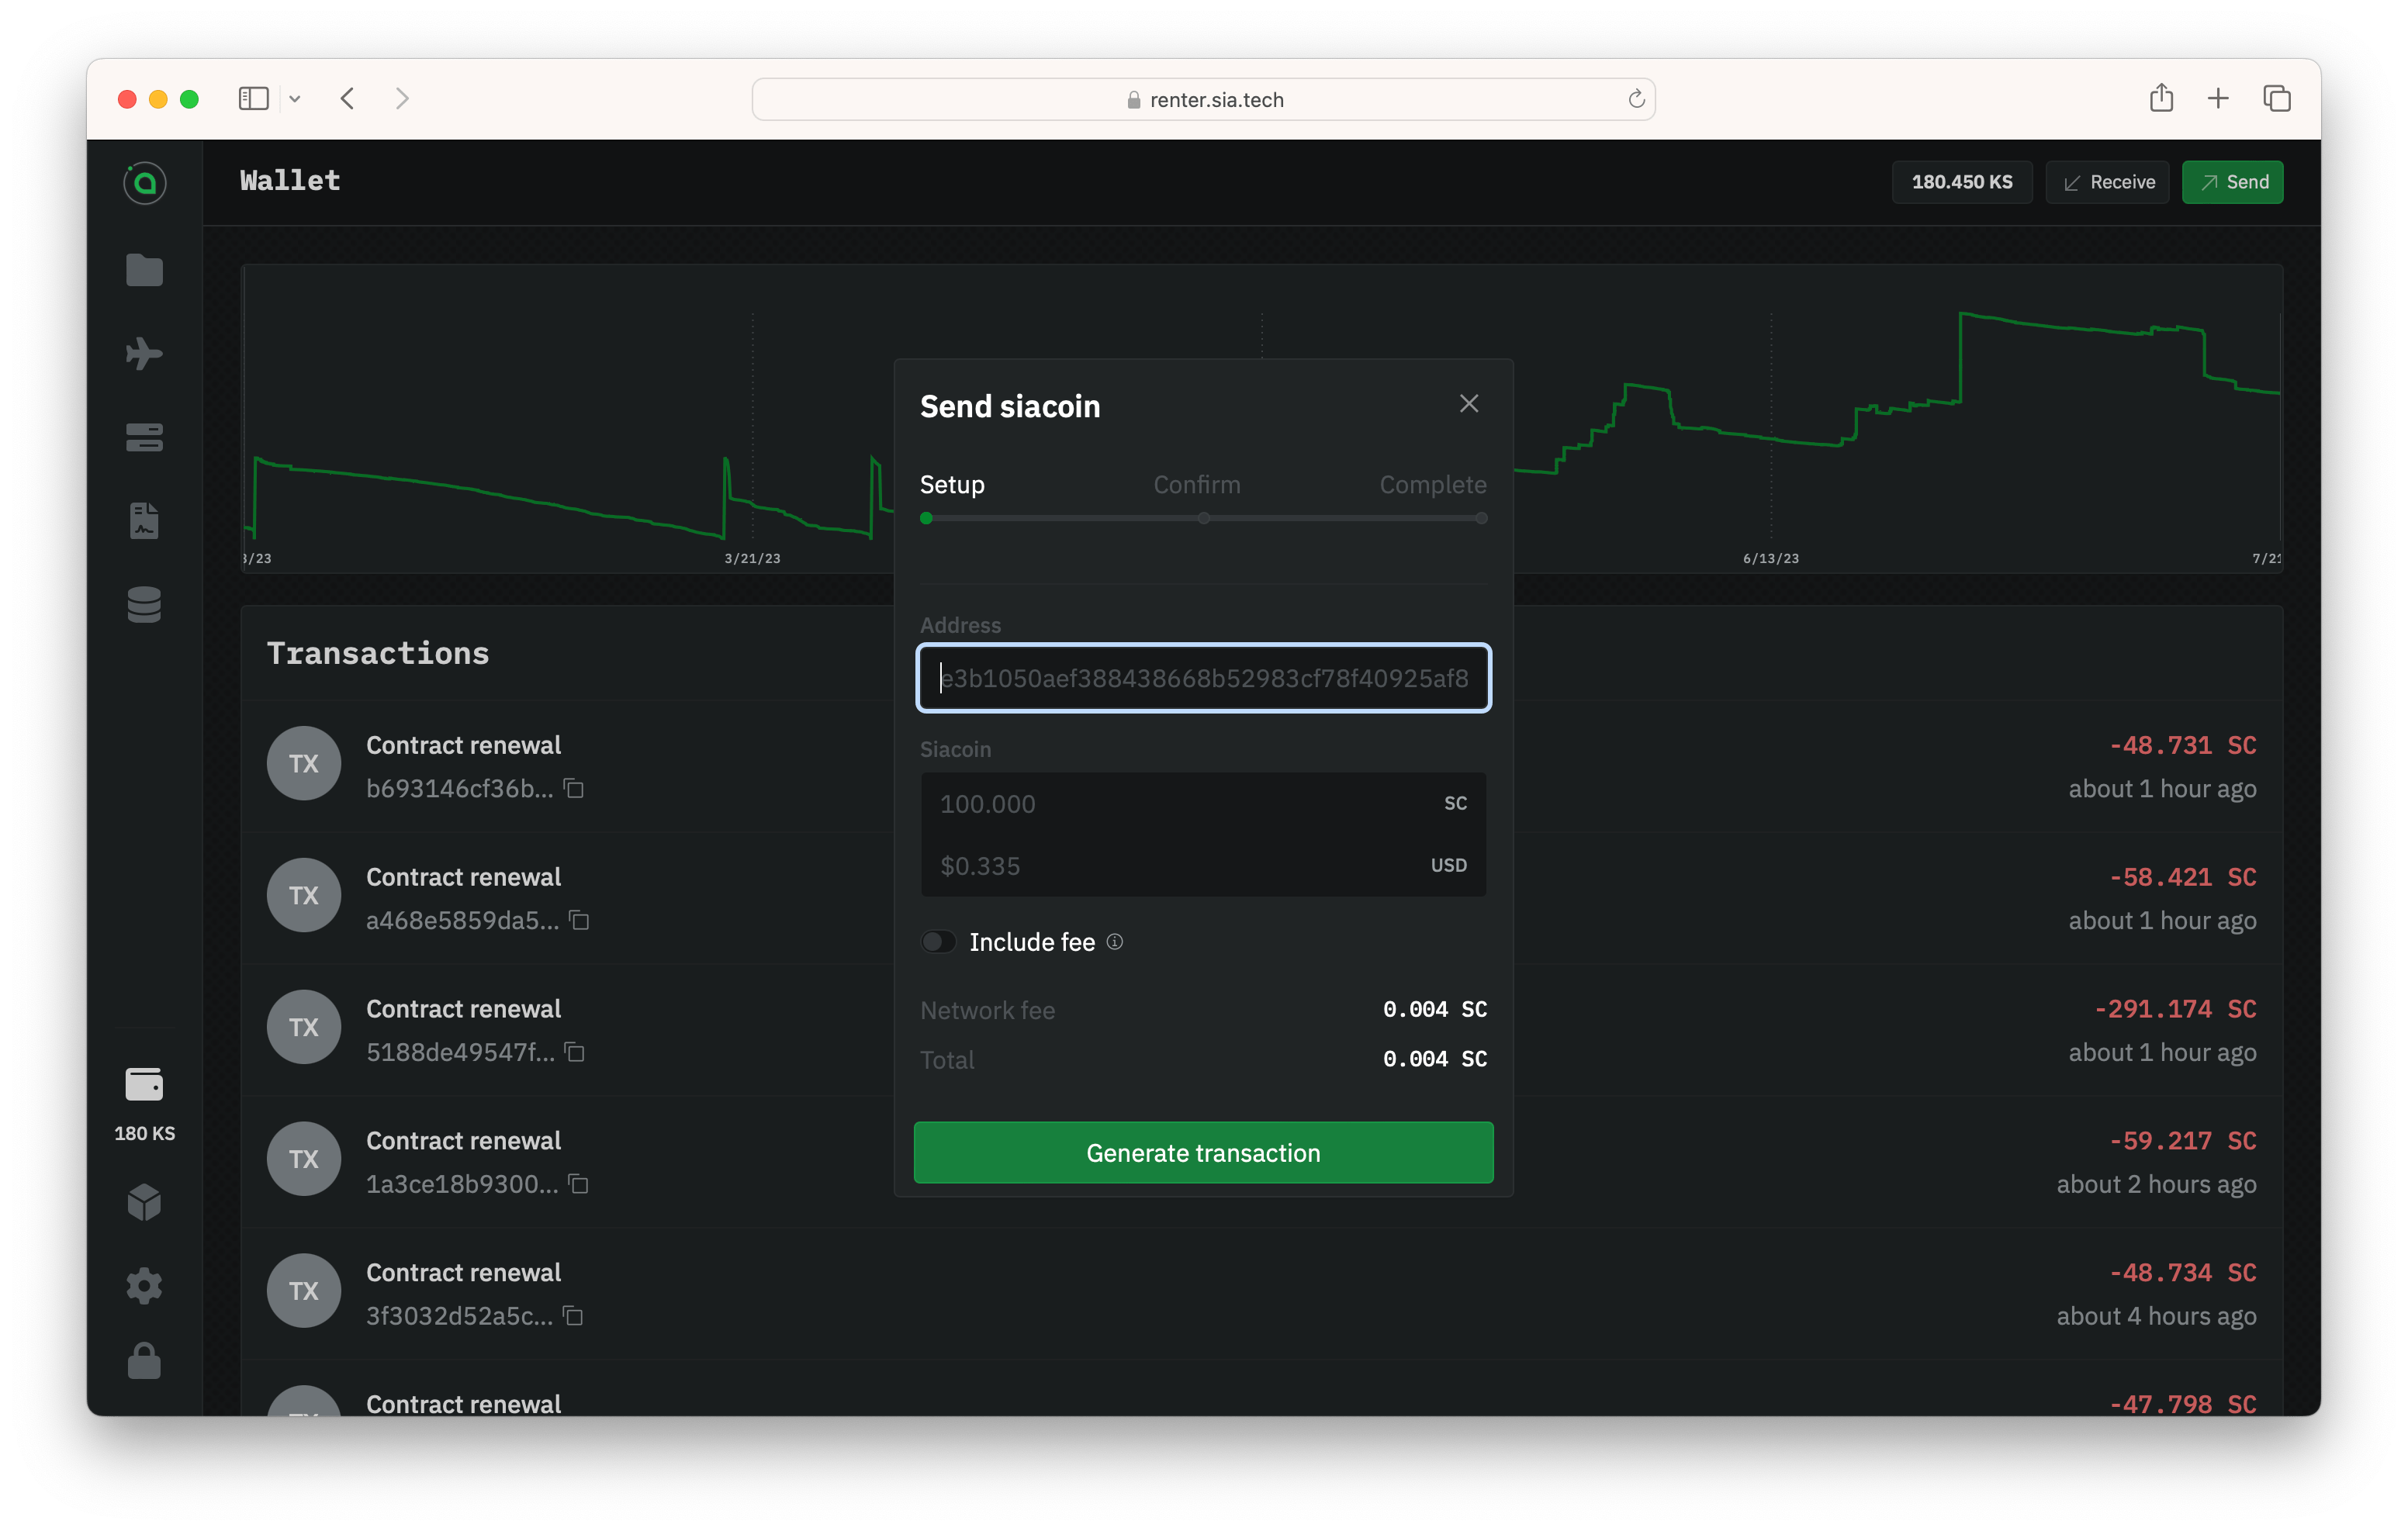 renter.sia.tech
Wallet
180.450 KS
Receive
Send
3/23
3/21/23
6/13/23
7/21
Send siacoin
Setup
Confirm
Complete
Address
e3b1050aef388438668b52983cf78f40925af8
Siacoin
100.000 SC
$0.335 USD
Include fee
Network fee 0.004 SC
Total 0.004 SC
Generate transaction
Transactions
TX
Contract renewal -48.731 SC
b693146cf36b... about 1 hour ago
TX
Contract renewal -58.421 SC
a468e5859da5... about 1 hour ago
TX
Contract renewal -291.174 SC
5188de49547f... about 1 hour ago
TX
Contract renewal -59.217 SC
1a3ce18b9300... about 2 hours ago
TX
Contract renewal -48.734 SC
3f3032d52a5c... about 4 hours ago
TX
Contract renewal -47.798 SC
180 KS